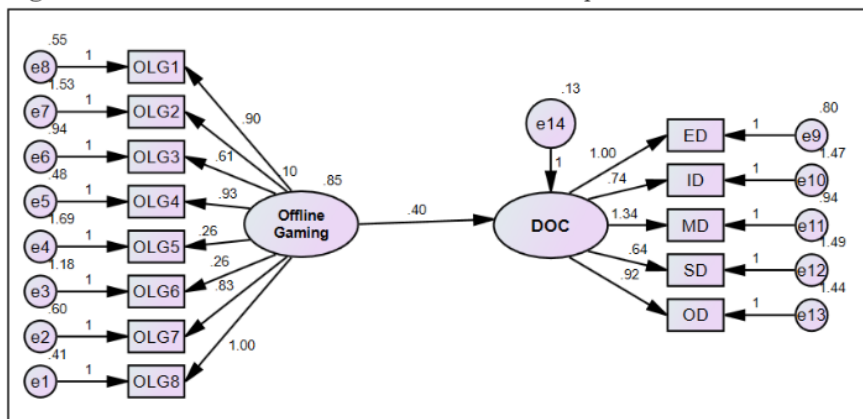 .55
e8 1 OLG1
1.53
e7 1 OLG2
.94
e6 1 OLG3
.48
e5 1 OLG4
1.69
e4 1 OLG5
1.18
e3 1 OLG6
.60
e2 1 OLG7
.41
e1 1 OLG8
.90
.61
10
.93
.26
.26
.83
1.00
.85
Offline
Gaming
.40
.13
e14
1
DOC
1.00
.74
1.34
.64
.92
.80
ED 1 e9
1.47
ID 1 e10
.94
MD 1 e11
1.49
SD 1 e12
1.44
OD 1 e13